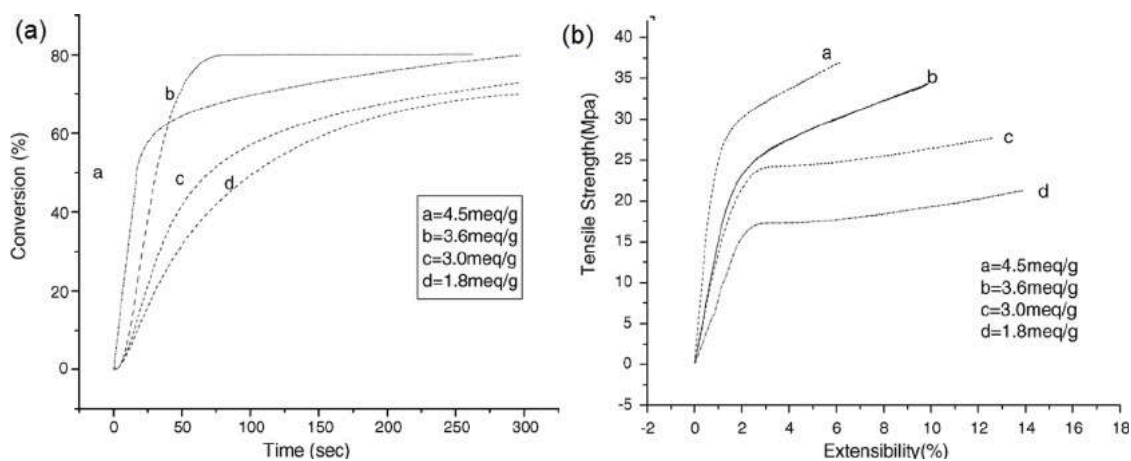 (a)
80
60
40
20
0
Conversion (%)
a
b
c
d
a=4.5meq/g
b=3.6meq/g
c=3.0meq/g
d=1.8meq/g
0 50 100 150 200 250 300
Time (sec)
(b)
40
35
30
25
20
15
10
5
0
-5
Tensile Strength(Mpa)
a
b
c
d
a=4.5meq/g
b=3.6meq/g
c=3.0meq/g
d=1.8meq/g
-2 0 2 4 6 8 10 12 14 16 18
Extensibility(%)